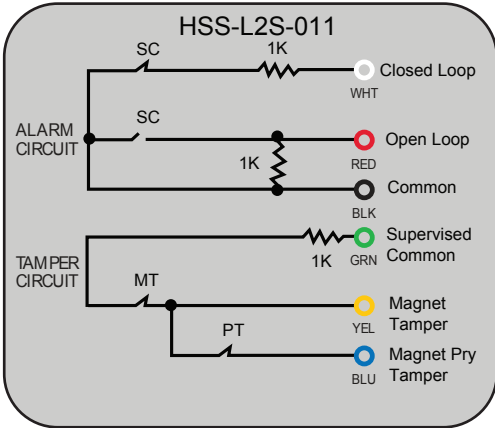 HSS-L2S-011
SC
1K
Closed Loop
WHT
SC
ALARM
CIRCUIT
Open Loop
1K
RED
Common
BLK
Supervised
Common
1K
GRN
TAMPER
CIRCUIT
MT
Magnet
Tamper
YEL
PT
Magnet Pry
Tamper
BLU